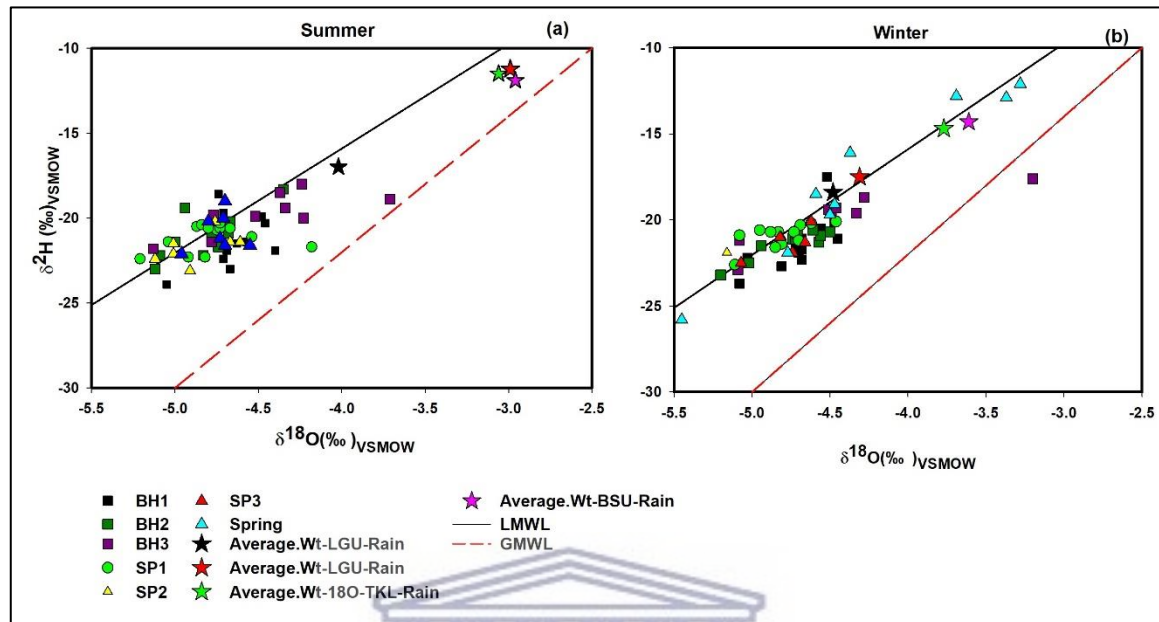 Summer
(a)
-10
-15
-20
-25
-30
δ²H (‰)VSMOW
-5.5 -5.0 -4.5 -4.0 -3.5 -3.0 -2.5
δ¹⁸O(‰)VSMOW
Winter
(b)
-10
-15
-20
-25
-30
-5.5 -5.0 -4.5 -4.0 -3.5 -3.0 -2.5
δ¹⁸O(‰ )VSMOW
BH1
BH2
BH3
SP1
SP2
SP3
Spring
Average.Wt-LGU-Rain
Average.Wt-LGU-Rain
Average.Wt-18O-TKL-Rain
Average.Wt-BSU-Rain
LMWL
GMWL